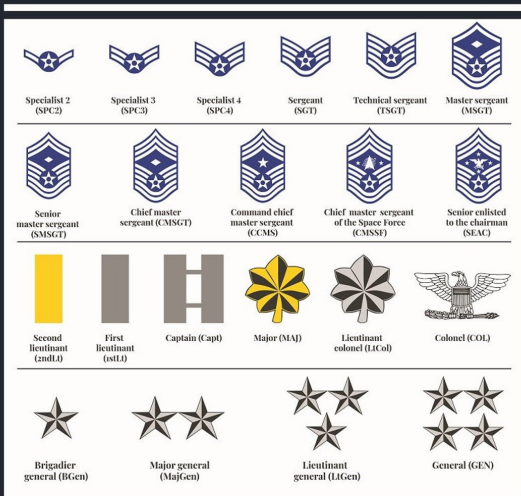 Specialist 2
(SPC2)
Specialist 3
(SPC3)
Specialist 4
(SPC4)
Sergeant
(SGT)
Technical sergeant
(TSGT)
Master sergeant
(MSGT)
Senior
master sergeant
(SMSGT)
Chief master
sergeant (CMSGT)
Command chief
master sergeant
(CCMS)
Chief master sergeant
of the Space Force
(CMSSF)
Senior enlisted
to the chairman
(SEAC)
Second
lieutenant
(2ndLt)
First
lieutenant
(1stLt)
Captain (Capt)
Major (MAJ)
Lieutinant
colonel (LtCol)
Colonel (COL)
Brigadier
general (BGen)
Major general
(MajGen)
Lieutinant
general (LtGen)
General (GEN)